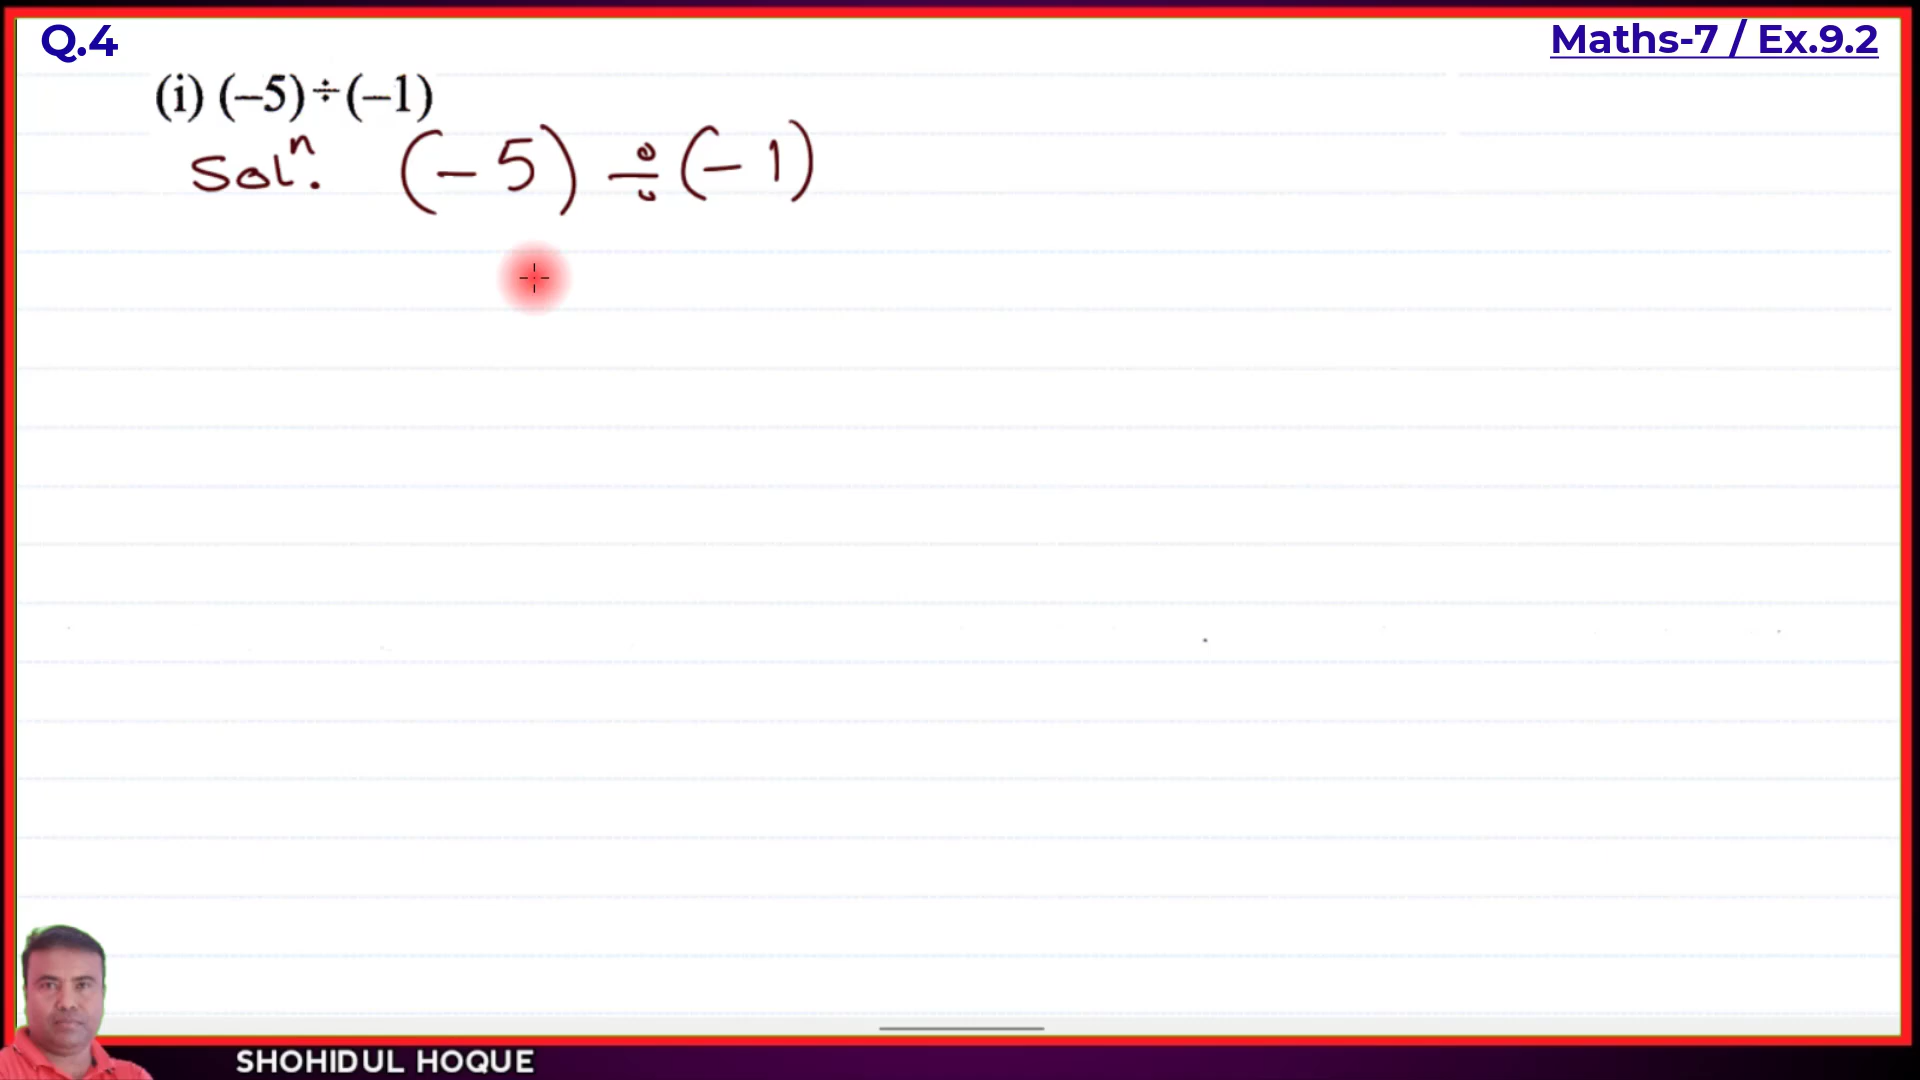 Q.4
Maths-7 / Ex.9.2
(i) (–5)÷(–1)
Solⁿ. (-5) ÷ (-1)
SHOHIDUL HOQUE